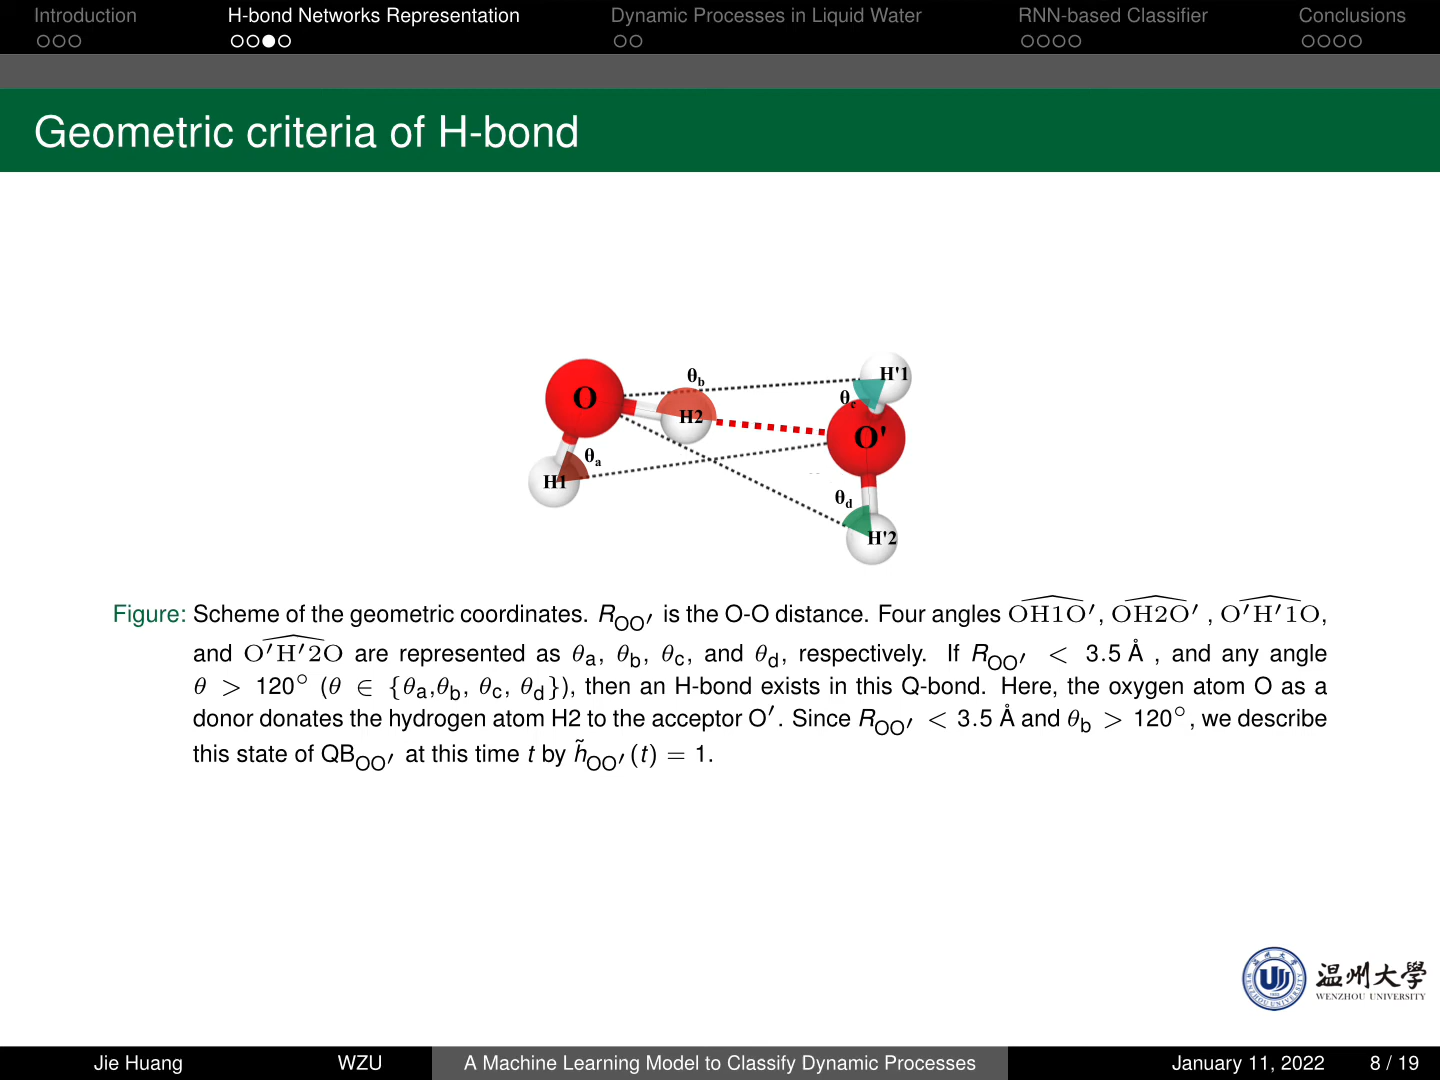 Introduction H-bond Networks Representation Dynamic Processes in Liquid Water RNN-based Classifier Conclusions
Geometric criteria of H-bond
θb H'1
O θc
H2
O'
θa
H1
θd
H'2
Figure: Scheme of the geometric coordinates. R_OO′ is the O-O distance. Four angles OH1O′, OH2O′ , O′H′1O,
and O′H′2O are represented as θa, θb, θc, and θd, respectively. If R_OO′ < 3.5 Å , and any angle
θ > 120° (θ ∈ {θa,θb, θc, θd}), then an H-bond exists in this Q-bond. Here, the oxygen atom O as a
donor donates the hydrogen atom H2 to the acceptor O′. Since R_OO′ < 3.5 Å and θb > 120°, we describe
this state of QB_OO′ at this time t by h̃_OO′(t) = 1.
温州大學
WENZHOU UNIVERSITY
Jie Huang WZU A Machine Learning Model to Classify Dynamic Processes January 11, 2022 8 / 19